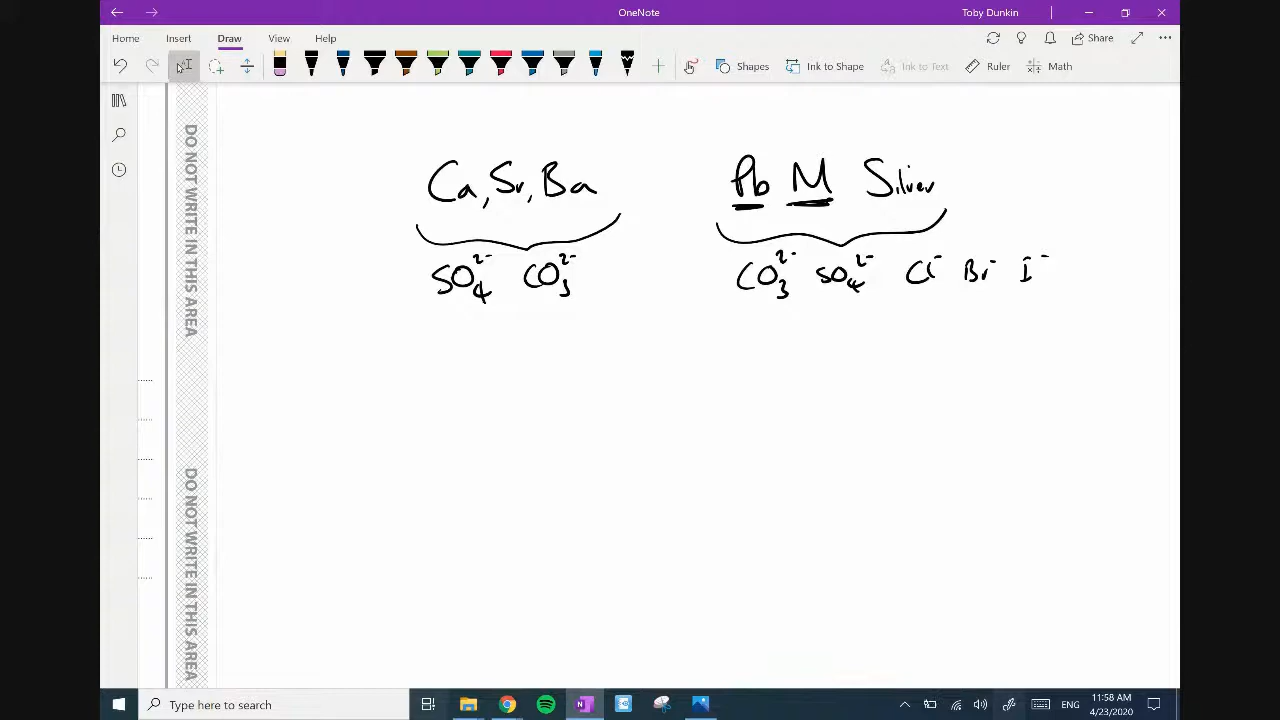 OneNote
Toby Dunkin
Home Insert Draw View Help
Share
Shapes Ink to Shape Ink to Text Ruler Math
DO NOT WRITE IN THIS AREA
Ca, Sr, Ba Pb M Silver
SO₄²⁻ CO₃²⁻ CO₃²⁻ SO₄²⁻ Cl⁻ Br⁻ I⁻
DO NOT WRITE IN THIS AREA
Type here to search
ENG
11:58 AM
4/23/2020